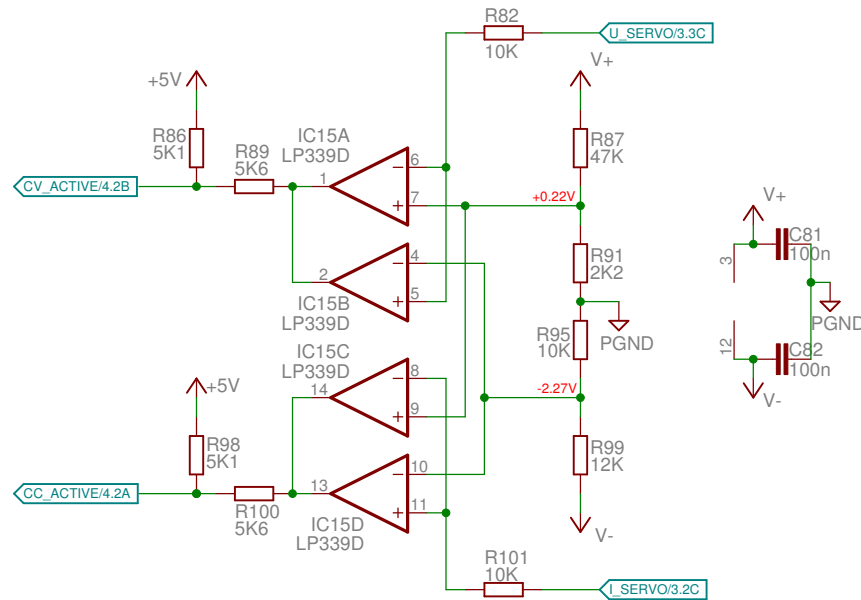 R82
10K
U_SERVO/3.3C
+5V
V+
R86
5K1
R89
5K6
IC15A
LP339D
6
7
1
R87
47K
CV_ACTIVE/4.2B
+0.22V
V+
C81
100n
3
PGND
12
C82
100n
V-
IC15B
LP339D
4
5
2
R91
2K2
PGND
R95
10K
IC15C
LP339D
8
9
14
-2.27V
+5V
R98
5K1
R99
12K
CC_ACTIVE/4.2A
R100
5K6
IC15D
LP339D
10
11
13
V-
R101
10K
I_SERVO/3.2C